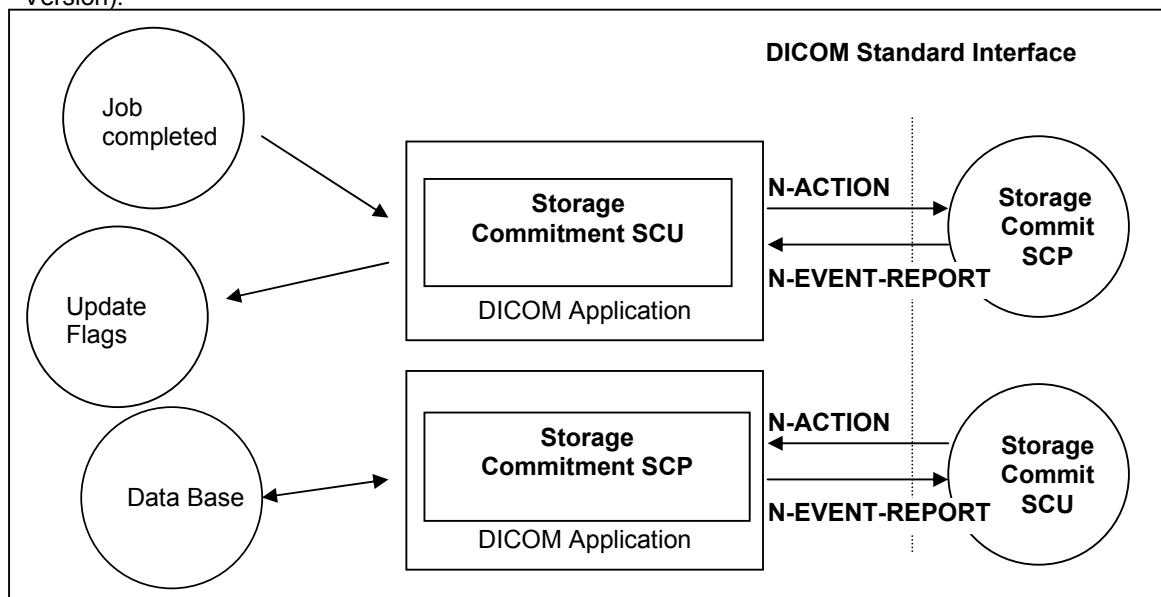 Version).
DICOM Standard Interface
Job
completed
Storage
Commitment SCU
DICOM Application
N-ACTION
N-EVENT-REPORT
Storage
Commit
SCP
Update
Flags
Data Base
Storage
Commitment SCP
DICOM Application
N-ACTION
N-EVENT-REPORT
Storage
Commit
SCU